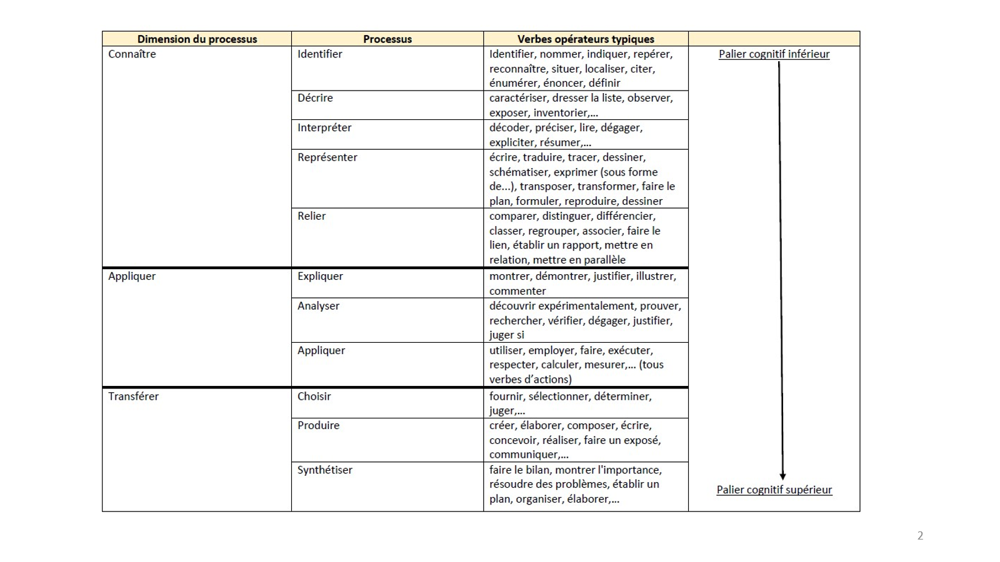 Dimension du processus
Processus
Verbes opérateurs typiques
Connaître
Identifier
Identifier, nommer, indiquer, repérer,
reconnaître, situer, localiser, citer,
énumérer, énoncer, définir
Palier cognitif inférieur
Décrire
caractériser, dresser la liste, observer,
exposer, inventorier,...
Interpréter
décoder, préciser, lire, dégager,
expliciter, résumer,...
Représenter
écrire, traduire, tracer, dessiner,
schématiser, exprimer (sous forme
de...), transposer, transformer, faire le
plan, formuler, reproduire, dessiner
Relier
comparer, distinguer, différencier,
classer, regrouper, associer, faire le
lien, établir un rapport, mettre en
relation, mettre en parallèle
Appliquer
Expliquer
montrer, démontrer, justifier, illustrer,
commenter
Analyser
découvrir expérimentalement, prouver,
rechercher, vérifier, dégager, justifier,
juger si
Appliquer
utiliser, employer, faire, exécuter,
respecter, calculer, mesurer,... (tous
verbes d’actions)
Transférer
Choisir
fournir, sélectionner, déterminer,
juger,...
Produire
créer, élaborer, composer, écrire,
concevoir, réaliser, faire un exposé,
communiquer,...
Synthétiser
faire le bilan, montrer l'importance,
résoudre des problèmes, établir un
plan, organiser, élaborer,...
Palier cognitif supérieur
2